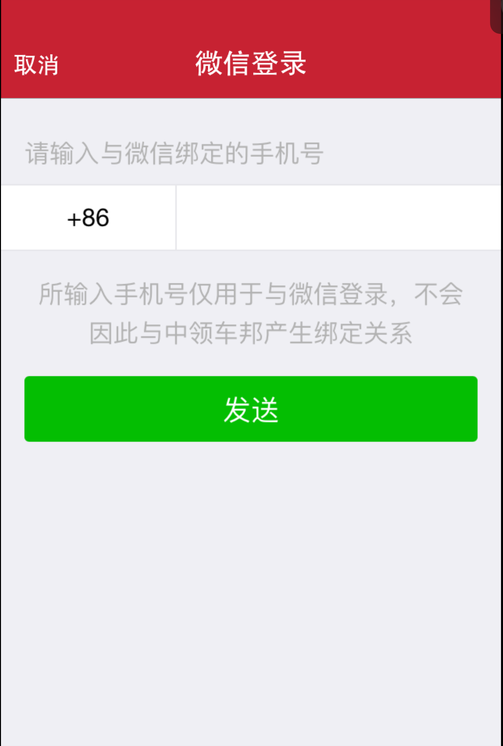 取消
微信登录
请输入与微信绑定的手机号
+86
所输入手机号仅用于与微信登录，不会
因此与中领车邦产生绑定关系
发送